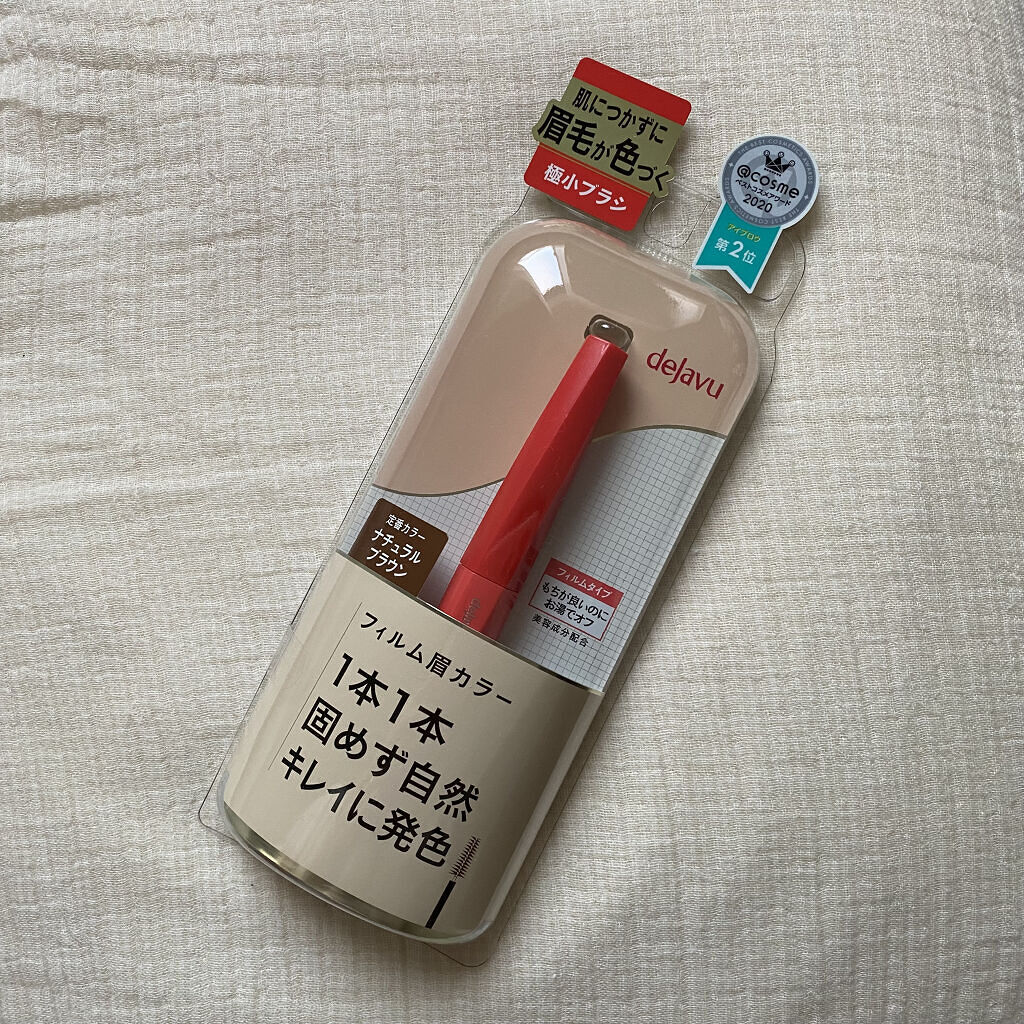 肌につかずに
眉毛が色づく
極小ブラシ
THE BEST COSMETICS AWARD
@cosme
ベストコスメアワード
2020
アイブロウ
第2位
dejavu
定番カラー
ナチュラル
ブラウン
フィルムタイプ
もちが良いのに
お湯でオフ
美容成分配合
フィルム眉カラー
1本1本
固めず自然
キレイに発色